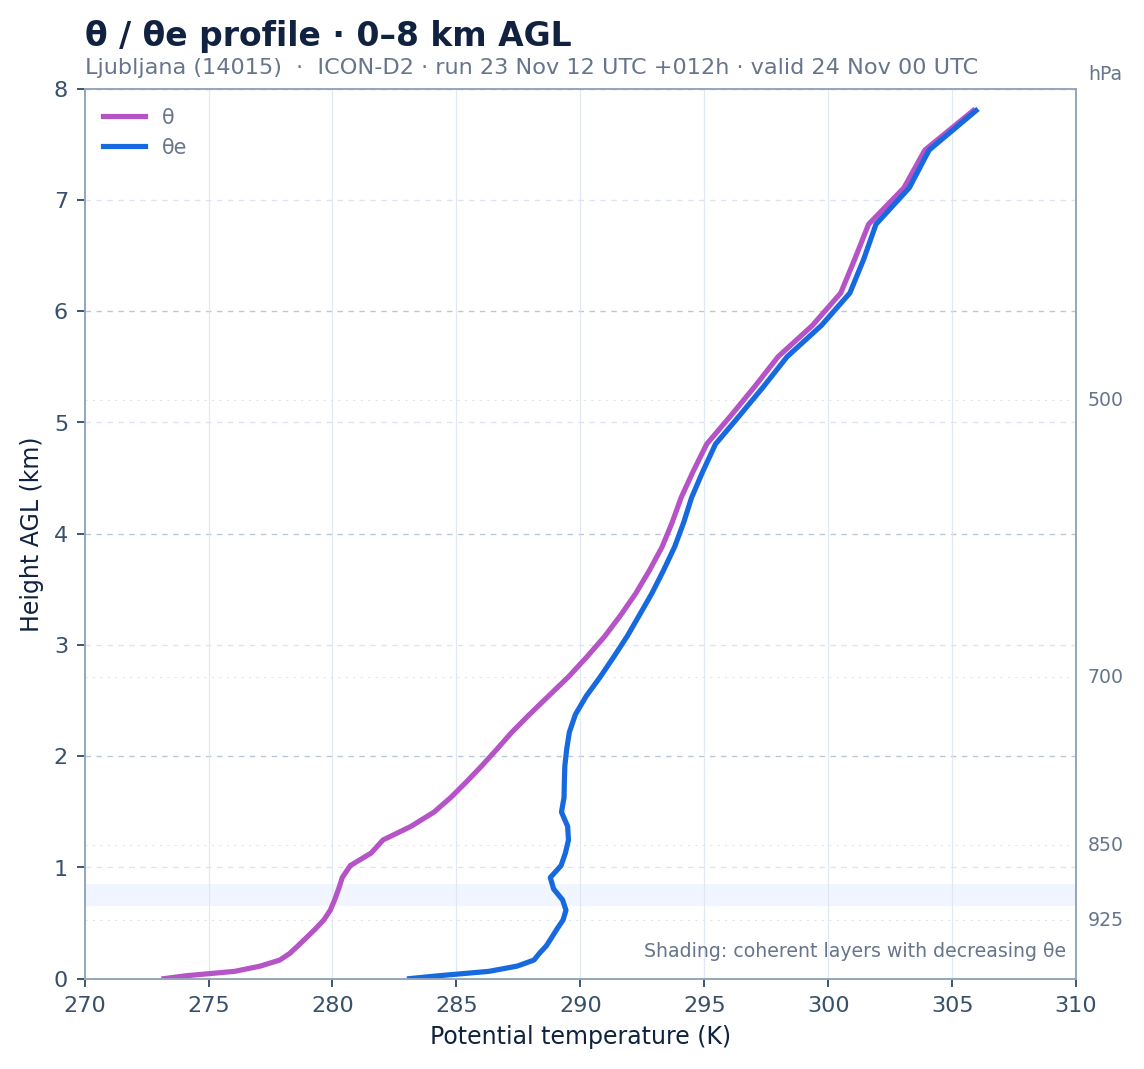 θ / θe profile · 0–8 km AGL
Ljubljana (14015)  ·  ICON-D2 · run 23 Nov 12 UTC +012h · valid 24 Nov 00 UTC
hPa
8
θ
θe
7
6
500
5
Height AGL (km)
4
3
700
2
850
1
925
Shading: coherent layers with decreasing θe
0
270 275 280 285 290 295 300 305 310
Potential temperature (K)